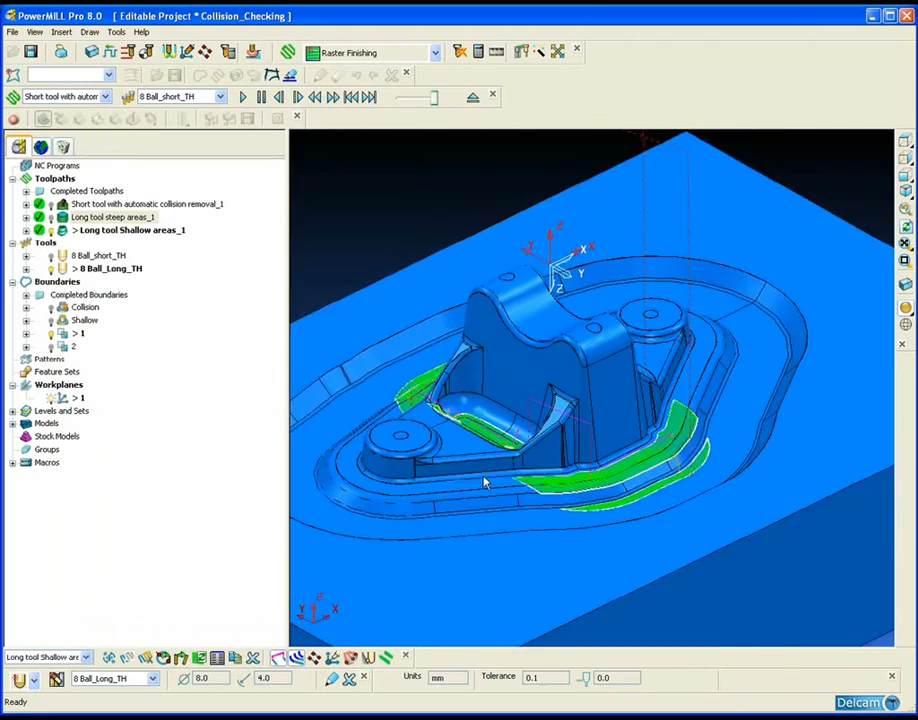 PowerMILL Pro 8.0 [ Editable Project * Collision_Checking ]
File View Insert Draw Tools Help
Raster Finishing
Short tool with autom 8 Ball_short_TH
NC Programs
Toolpaths
Completed Toolpaths
Short tool with automatic collision removal_1
Long tool steep areas_1
> Long tool Shallow areas_1
Tools
8 Ball_short_TH
> 8 Ball_Long_TH
Boundaries
Completed Boundaries
Collision
Shallow
> 1
2
Patterns
Feature Sets
Workplanes
> 1
Levels and Sets
Models
Stock Models
Groups
Macros
Z
Y X X
Y
Z
Z
Y X
Long tool Shallow are
8 Ball_Long_TH 8.0 4.0 Units mm Tolerance 0.1 0.0
Ready
Delcam